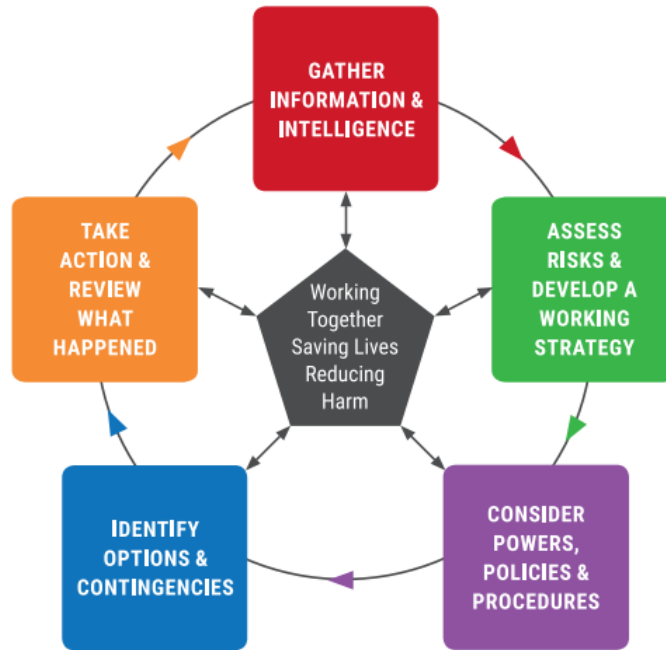 GATHER
INFORMATION &
INTELLIGENCE
ASSESS
RISKS &
DEVELOP A
WORKING
STRATEGY
CONSIDER
POWERS,
POLICIES &
PROCEDURES
IDENTIFY
OPTIONS &
CONTINGENCIES
TAKE
ACTION &
REVIEW
WHAT
HAPPENED
Working
Together
Saving Lives
Reducing
Harm